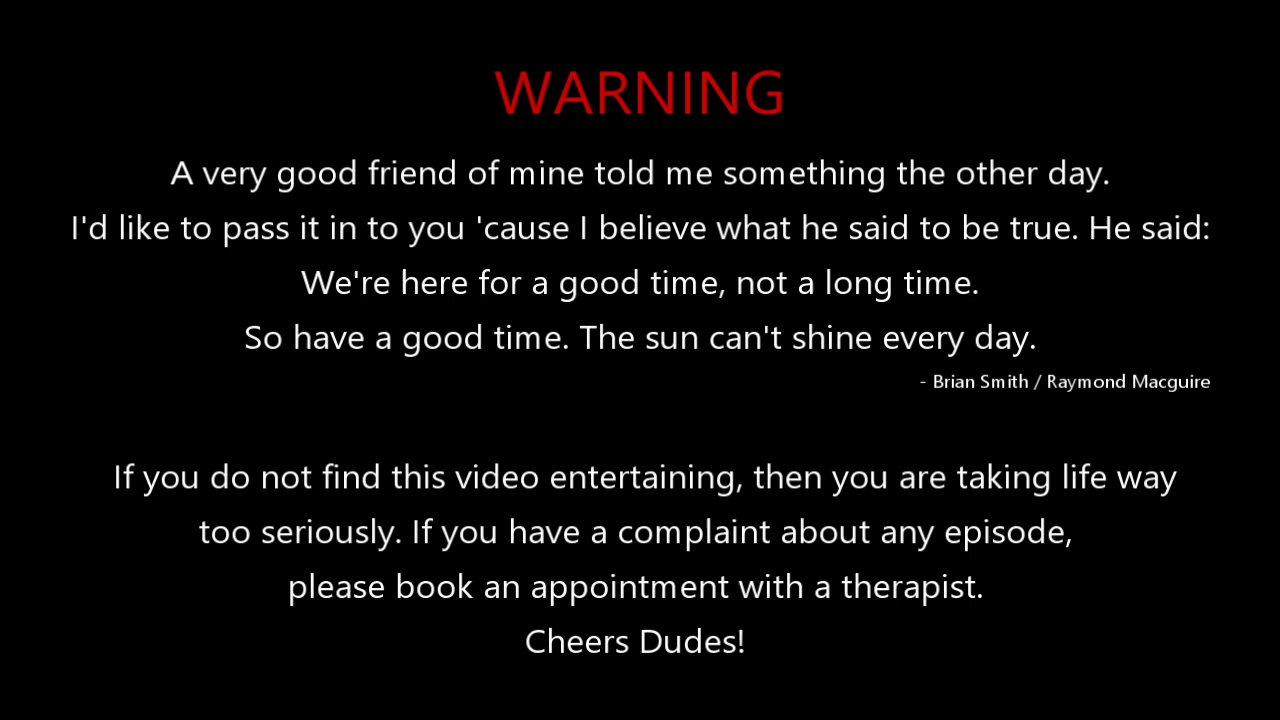 WARNING
A very good friend of mine told me something the other day.
I'd like to pass it in to you 'cause I believe what he said to be true. He said:
We're here for a good time, not a long time.
So have a good time. The sun can't shine every day.
- Brian Smith / Raymond Macguire
If you do not find this video entertaining, then you are taking life way
too seriously. If you have a complaint about any episode,
please book an appointment with a therapist.
Cheers Dudes!